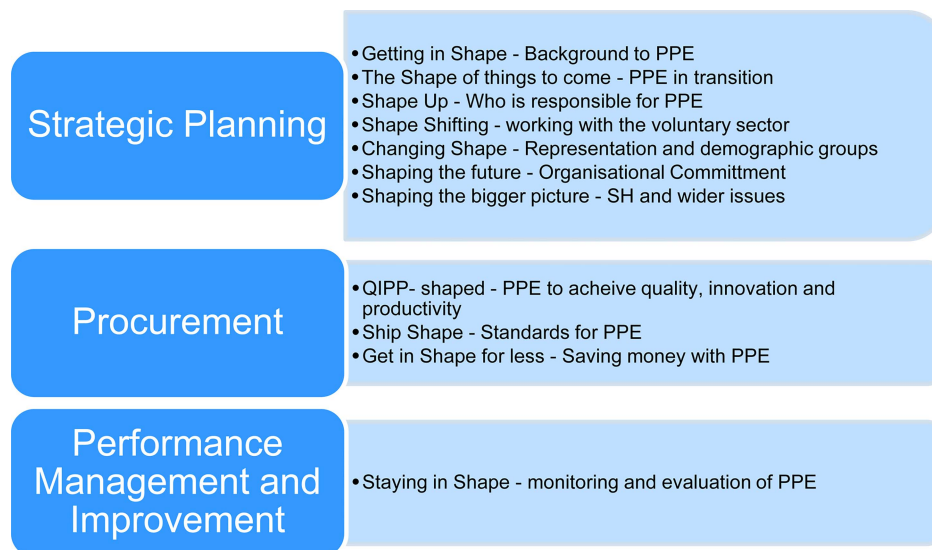 Strategic Planning
•Getting in Shape - Background to PPE
•The Shape of things to come - PPE in transition
•Shape Up - Who is responsible for PPE
•Shape Shifting - working with the voluntary sector
•Changing Shape - Representation and demographic groups
•Shaping the future - Organisational Committment
•Shaping the bigger picture - SH and wider issues
Procurement
•QIPP- shaped - PPE to acheive quality, innovation and
productivity
•Ship Shape - Standards for PPE
•Get in Shape for less - Saving money with PPE
Performance
Management and
Improvement
•Staying in Shape - monitoring and evaluation of PPE